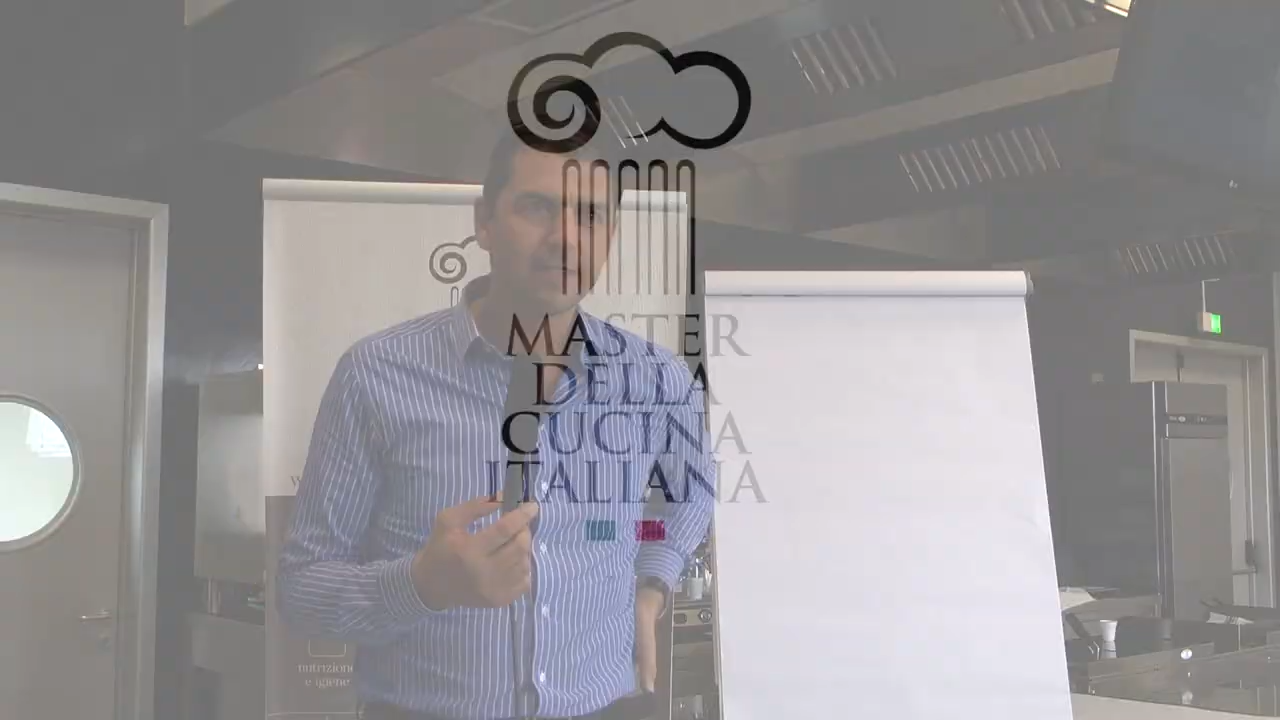 MASTER
DELLA
CUCINA
ITALIANA
nutrizione
e igiene